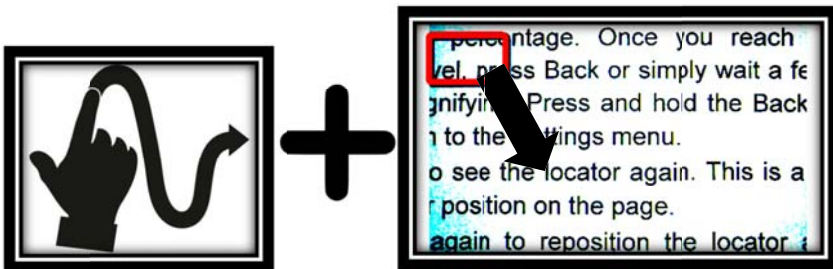 percentage. Once you reach
vel, press Back or simply wait a fe
gnifying. Press and hold the Back
to the settings menu.
o see the locator again. This is a
position on the page.
again to reposition the locator